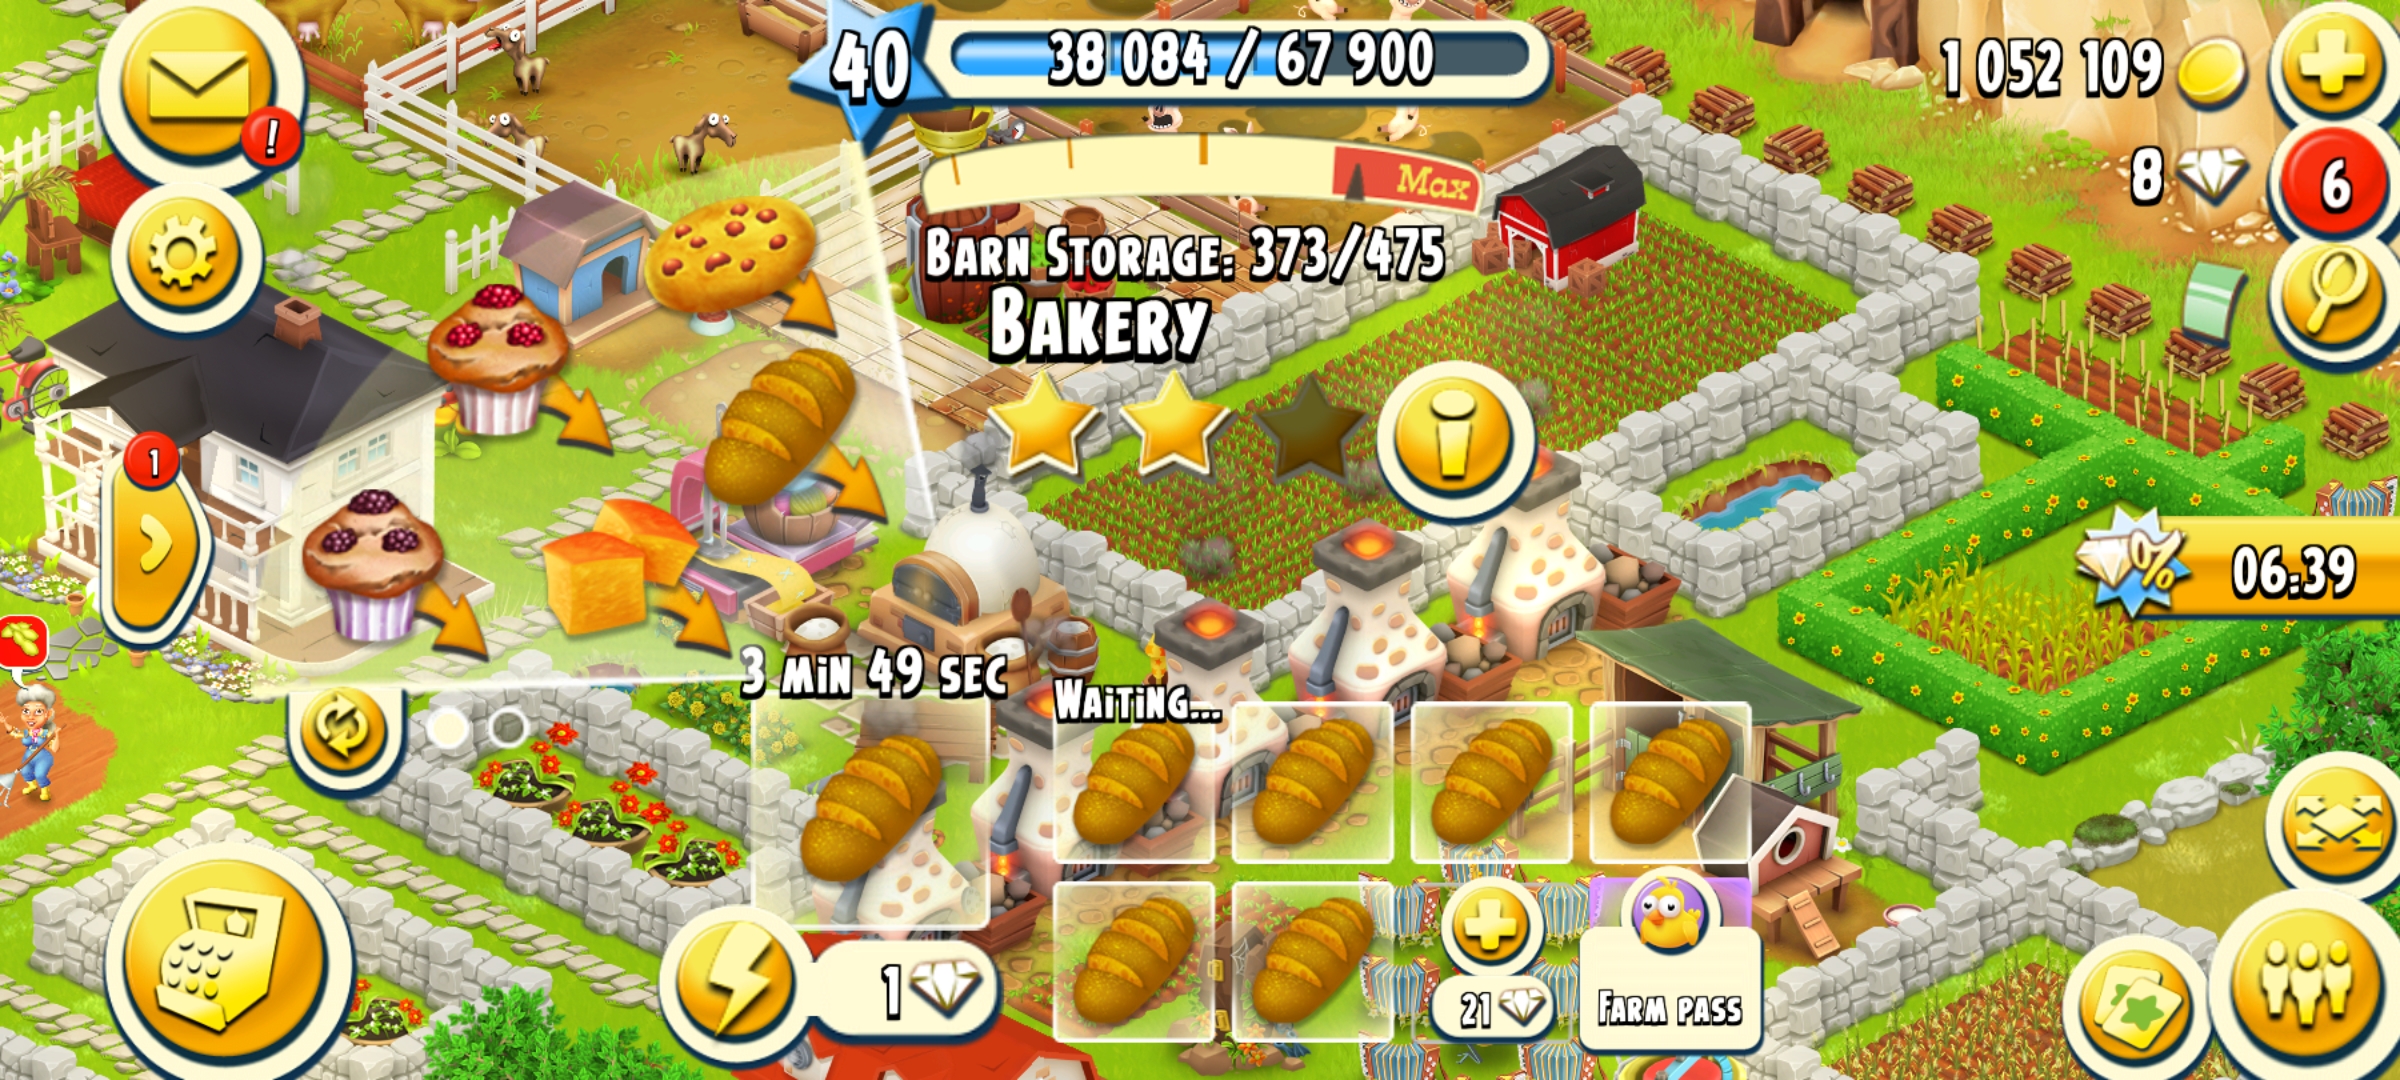 40
38 084 / 67 900
1 052 109
!
8
6
Max
BARN STORAGE: 373/475
BAKERY
1
%
06:39
3 MIN 49 SEC
WAITING...
1
21
FARM PASS